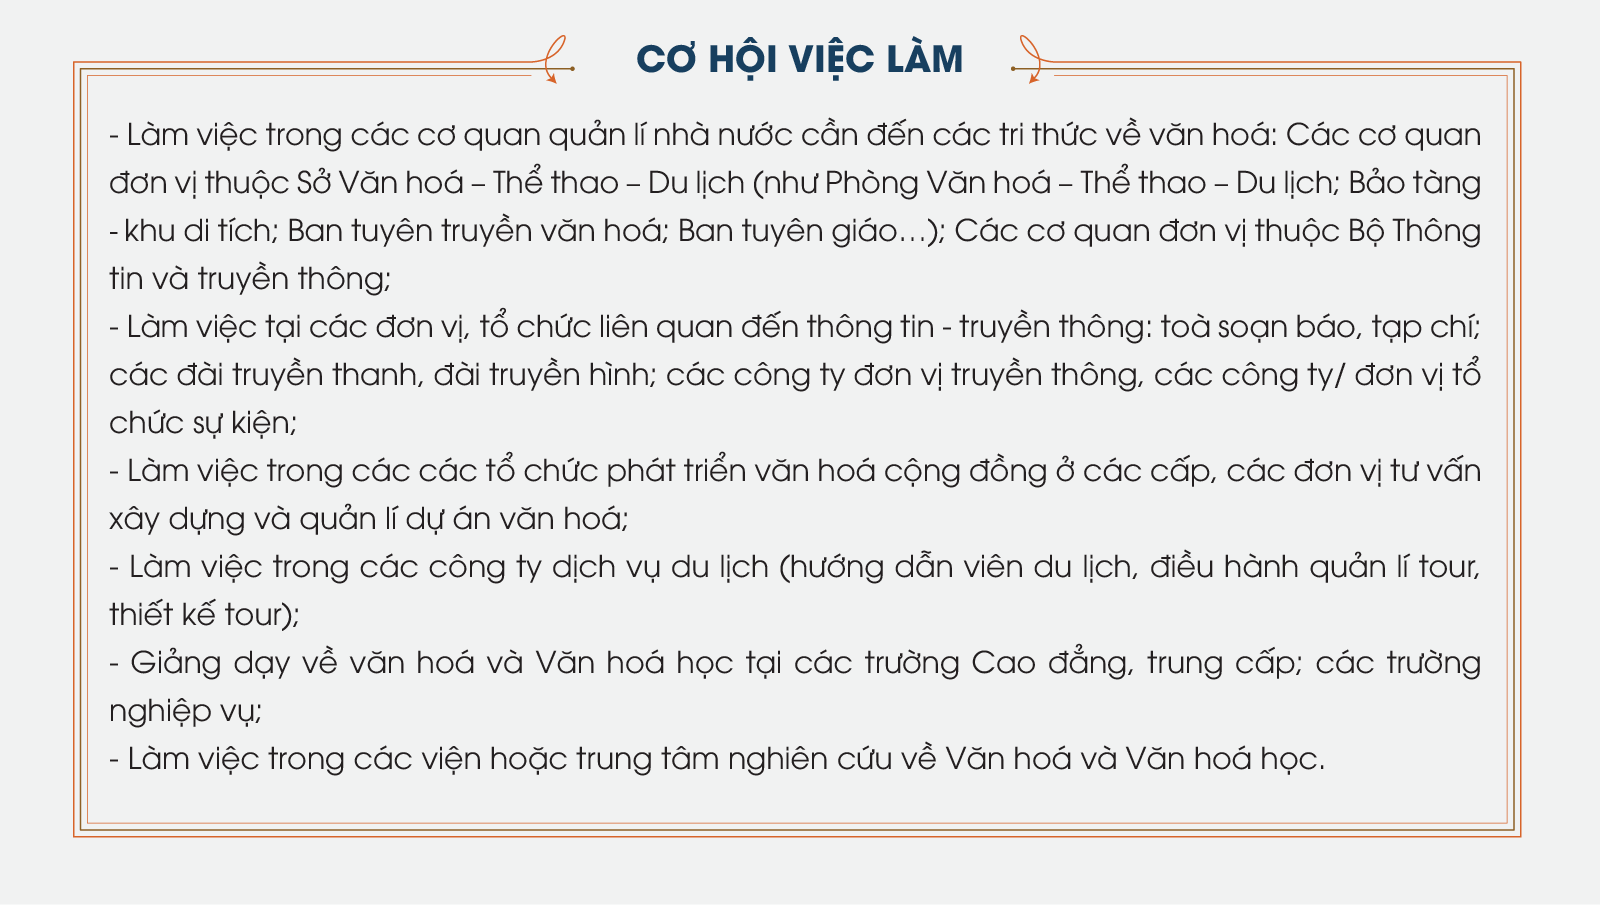 CƠ HỘI VIỆC LÀM
- Làm việc trong các cơ quan quản lí nhà nước cần đến các tri thức về văn hoá: Các cơ quan
đơn vị thuộc Sở Văn hoá – Thể thao – Du lịch (như Phòng Văn hoá – Thể thao – Du lịch; Bảo tàng
- khu di tích; Ban tuyên truyền văn hoá; Ban tuyên giáo...); Các cơ quan đơn vị thuộc Bộ Thông
tin và truyền thông;
- Làm việc tại các đơn vị, tổ chức liên quan đến thông tin - truyền thông: toà soạn báo, tạp chí;
các đài truyền thanh, đài truyền hình; các công ty đơn vị truyền thông, các công ty/ đơn vị tổ
chức sự kiện;
- Làm việc trong các các tổ chức phát triển văn hoá cộng đồng ở các cấp, các đơn vị tư vấn
xây dựng và quản lí dự án văn hoá;
- Làm việc trong các công ty dịch vụ du lịch (hướng dẫn viên du lịch, điều hành quản lí tour,
thiết kế tour);
- Giảng dạy về văn hoá và Văn hoá học tại các trường Cao đẳng, trung cấp; các trường
nghiệp vụ;
- Làm việc trong các viện hoặc trung tâm nghiên cứu về Văn hoá và Văn hoá học.